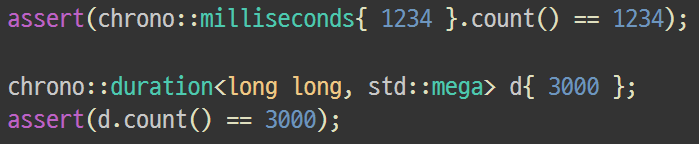 assert(chrono::milliseconds{ 1234 }.count() == 1234);
chrono::duration<long long, std::mega> d{ 3000 };
assert(d.count() == 3000);